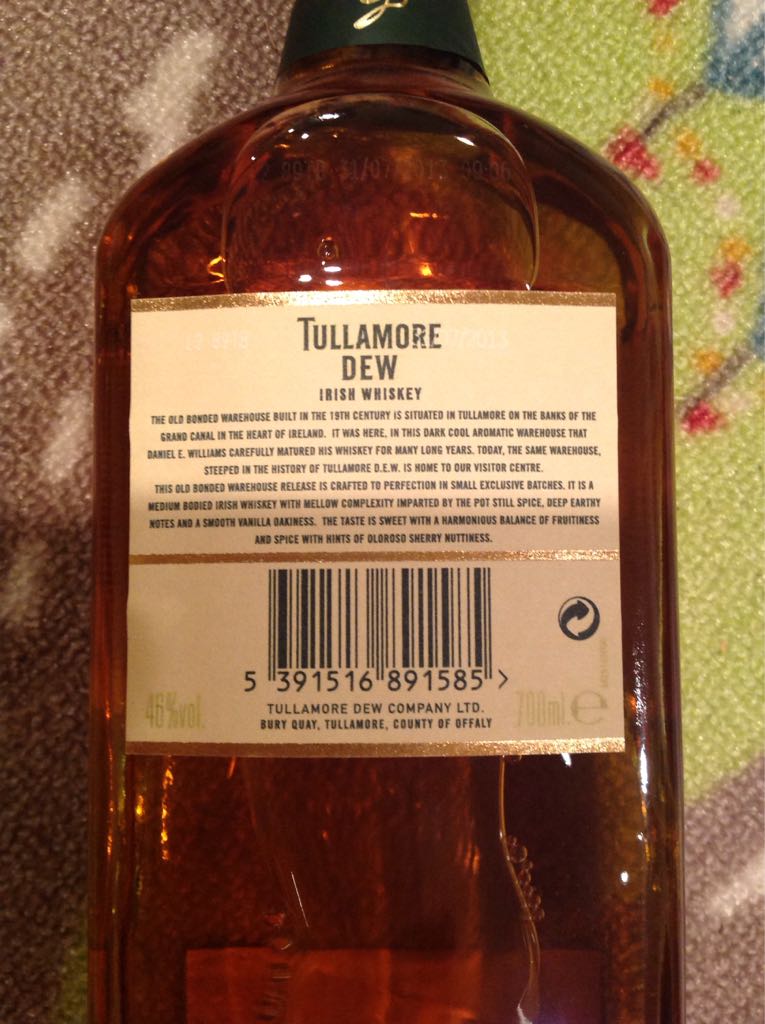 TULLAMORE
DEW
IRISH WHISKEY
THE OLD BONDED WAREHOUSE BUILT IN THE 19TH CENTURY IS SITUATED IN TULLAMORE ON THE BANKS OF THE
GRAND CANAL IN THE HEART OF IRELAND. IT WAS HERE, IN THIS DARK COOL AROMATIC WAREHOUSE THAT
DANIEL E. WILLIAMS CAREFULLY MATURED HIS WHISKEY FOR MANY LONG YEARS. TODAY, THE SAME WAREHOUSE,
STEEPED IN THE HISTORY OF TULLAMORE D.E.W. IS HOME TO OUR VISITOR CENTRE.
THIS OLD BONDED WAREHOUSE RELEASE IS CRAFTED TO PERFECTION IN SMALL EXCLUSIVE BATCHES. IT IS A
MEDIUM BODIED IRISH WHISKEY WITH MELLOW COMPLEXITY IMPARTED BY THE POT STILL SPICE, DEEP EARTHY
NOTES AND A SMOOTH VANILLA OAKINESS. THE TASTE IS SWEET WITH A HARMONIOUS BALANCE OF FRUITINESS
AND SPICE WITH HINTS OF OLOROSO SHERRY NUTTINESS.
5 391516 891585 >
46%vol.
TULLAMORE DEW COMPANY LTD.
700ml. e
BURY QUAY, TULLAMORE, COUNTY OF OFFALY